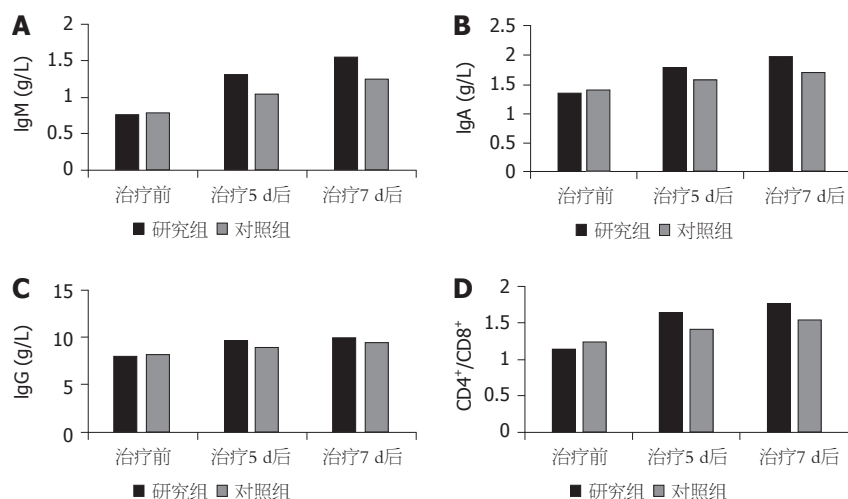 A
IgM (g/L)
2
1.5
1
0.5
0
治疗前 治疗5 d后 治疗7 d后
■ 研究组 ■ 对照组
B
IgA (g/L)
2.5
2
1.5
1
0.5
0
治疗前 治疗5 d后 治疗7 d后
■ 研究组 ■ 对照组
C
IgG (g/L)
15
10
5
0
治疗前 治疗5 d后 治疗7 d后
■ 研究组 ■ 对照组
D
CD4⁺/CD8⁺
2
1.5
1
0.5
0
治疗前 治疗5 d后 治疗7 d后
■ 研究组 ■ 对照组